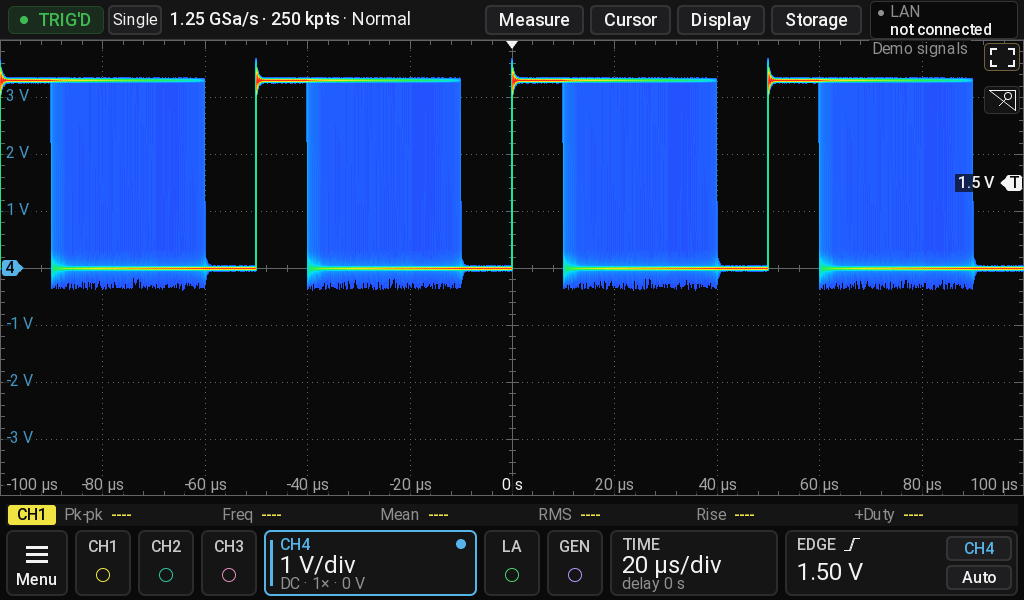 TRIG'D Single 1.25 GSa/s · 250 kpts · Normal Measure Cursor Display Storage LAN
not connected
Demo signals
3 V
2 V
1.5 V T
1 V
4
-1 V
-2 V
-3 V
-100 µs -80 µs -60 µs -40 µs -20 µs 0 s 20 µs 40 µs 60 µs 80 µs 100 µs
CH1 Pk-pk ---- Freq ---- Mean ---- RMS ---- Rise ---- +Duty ----
Menu CH1 CH2 CH3 CH4 LA GEN TIME EDGE CH4
1 V/div 20 µs/div 1.50 V
DC · 1× · 0 V delay 0 s Auto